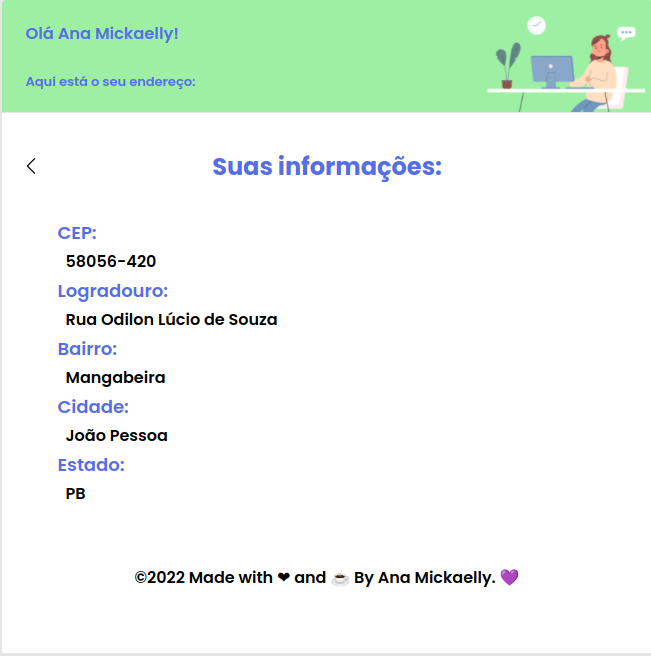 Olá Ana Mickaelly!
Aqui está o seu endereço:
Suas informações:
CEP:
58056-420
Logradouro:
Rua Odilon Lúcio de Souza
Bairro:
Mangabeira
Cidade:
João Pessoa
Estado:
PB
©2022 Made with ❤ and ☕ By Ana Mickaelly. 💜